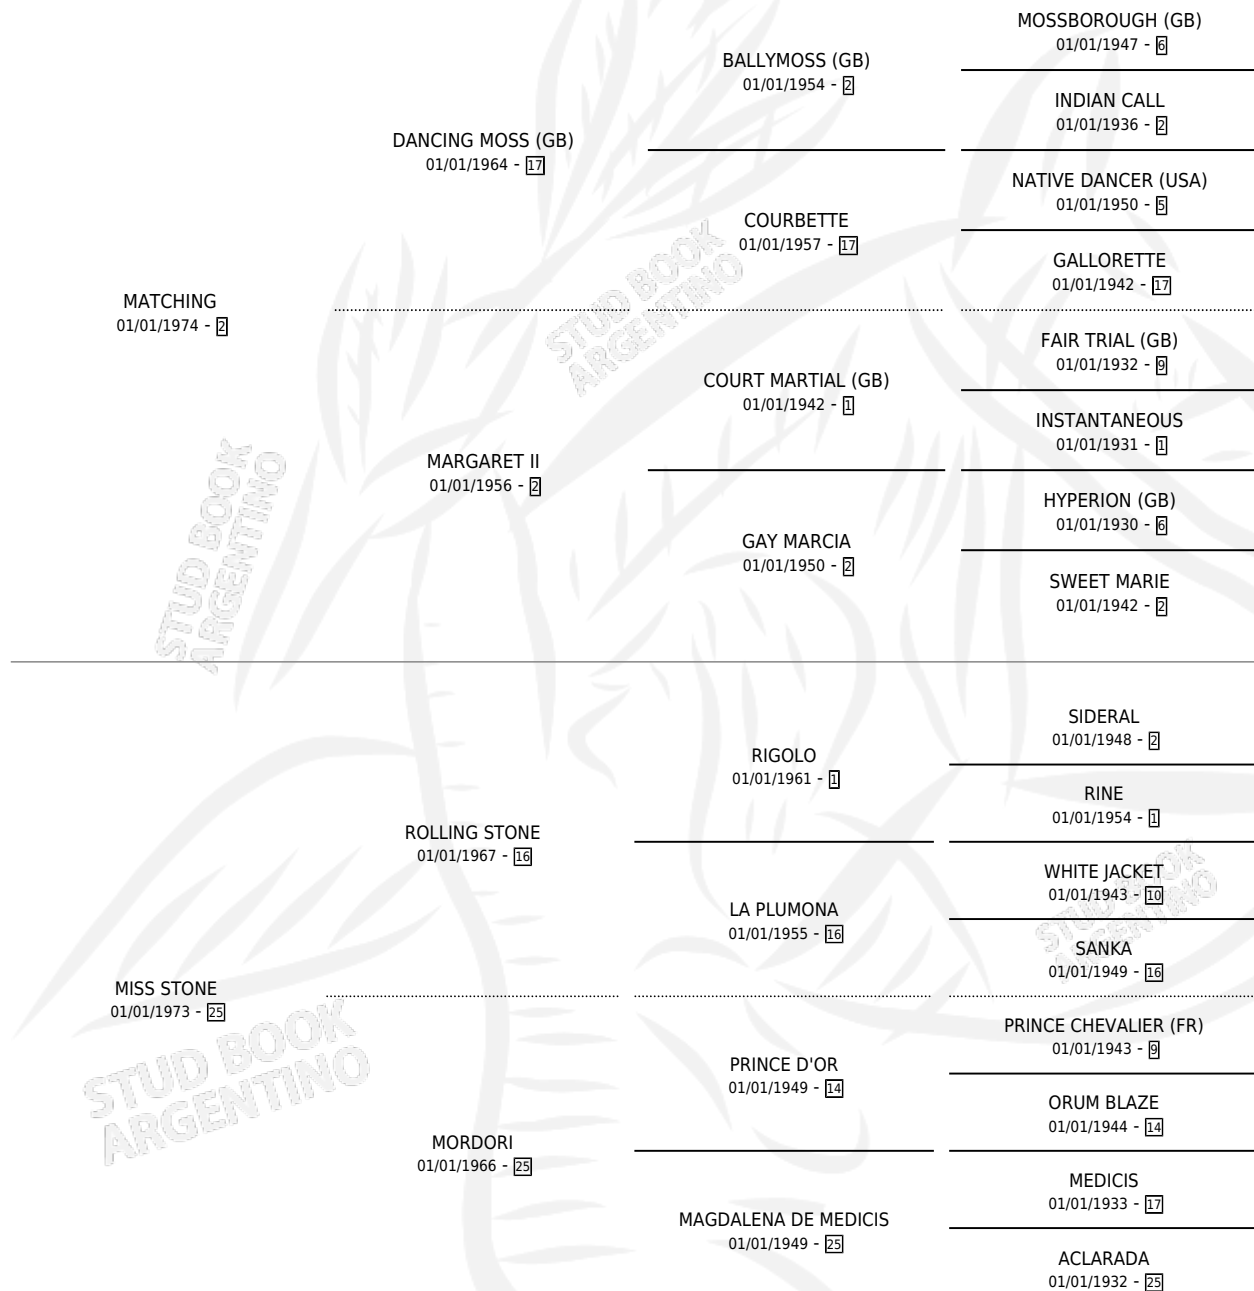 MOSSBOROUGH (GB)
01/01/1947 - 6
BALLYMOSS (GB)
01/01/1954 - 2
INDIAN CALL
01/01/1936 - 2
DANCING MOSS (GB)
01/01/1964 - 17
NATIVE DANCER (USA)
01/01/1950 - 5
COURBETTE
01/01/1957 - 17
GALLORETTE
01/01/1942 - 17
MATCHING
01/01/1974 - 2
FAIR TRIAL (GB)
01/01/1932 - 9
COURT MARTIAL (GB)
01/01/1942 - 1
INSTANTANEOUS
01/01/1931 - 1
MARGARET II
01/01/1956 - 2
HYPERION (GB)
01/01/1930 - 6
GAY MARCIA
01/01/1950 - 2
SWEET MARIE
01/01/1942 - 2
SIDERAL
01/01/1948 - 2
RIGOLO
01/01/1961 - 1
RINE
01/01/1954 - 1
ROLLING STONE
01/01/1967 - 16
WHITE JACKET
01/01/1943 - 10
LA PLUMONA
01/01/1955 - 16
SANKA
01/01/1949 - 16
MISS STONE
01/01/1973 - 25
PRINCE CHEVALIER (FR)
01/01/1943 - 9
PRINCE D'OR
01/01/1949 - 14
ORUM BLAZE
01/01/1944 - 14
MORDORI
01/01/1966 - 25
MEDICIS
01/01/1933 - 17
MAGDALENA DE MEDICIS
01/01/1949 - 25
ACLARADA
01/01/1932 - 25
STUD BOOK
ARGENTINO
STUD BOOK
ARGENTINO
STUD BOOK
ARGENTINO
STUD BOOK
ARGENTINO